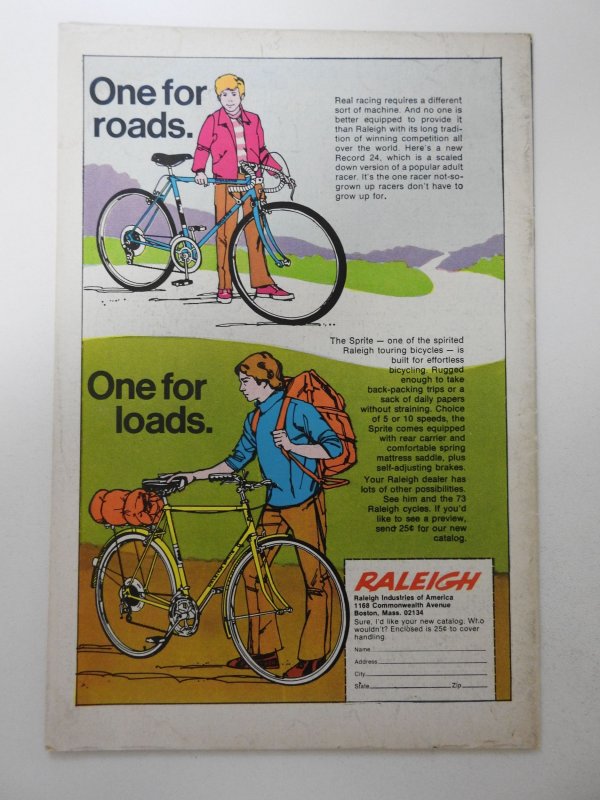 One for
roads.
Real racing requires a different
sort of machine. And no one is
better equipped to provide it
than Raleigh with its long tradi-
tion of winning competition all
over the world. Here's a new
Record 24, which is a scaled
down version of a popular adult
racer. It's the one racer not-so-
grown up racers don't have to
grow up for.
The Sprite — one of the spirited
Raleigh touring bicycles — is
built for effortless
bicycling. Rugged
enough to take
back-packing trips or a
sack of daily papers
without straining. Choice
of 5 or 10 speeds, the
Sprite comes equipped
with rear carrier and
comfortable spring
mattress saddle, plus
self-adjusting brakes.
Your Raleigh dealer has
lots of other possibilities.
See him and the 73
Raleigh cycles. If you'd
like to see a preview,
send 25¢ for our new
catalog.
One for
loads.
RALEIGH
Raleigh Industries of America
1168 Commonwealth Avenue
Boston, Mass. 02134
Sure, I'd like your new catalog. Who
wouldn't? Enclosed is 25¢ to cover
handling.
Name
Address
City
State Zip